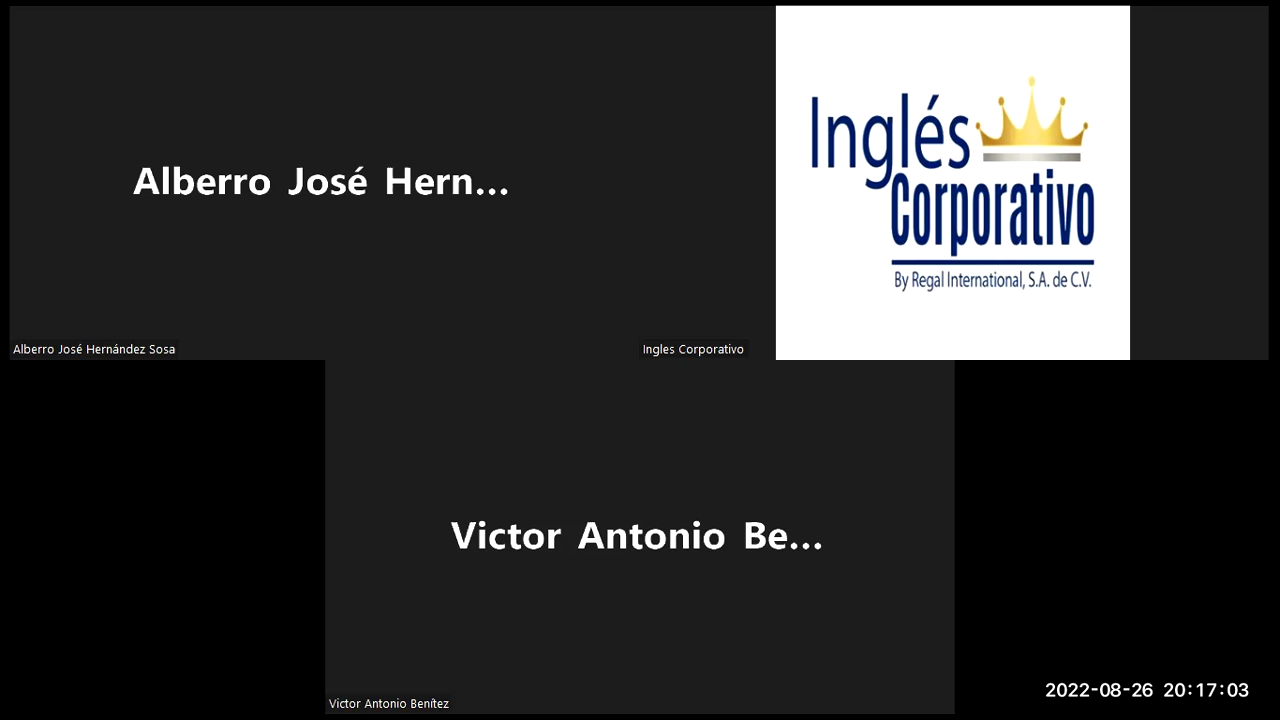 Alberro José Hern...
Alberro José Hernández Sosa
Inglés
Corporativo
By Regal International, S.A. de C.V.
Ingles Corporativo
Victor Antonio Be...
Victor Antonio Benítez
2022-08-26 20:17:03